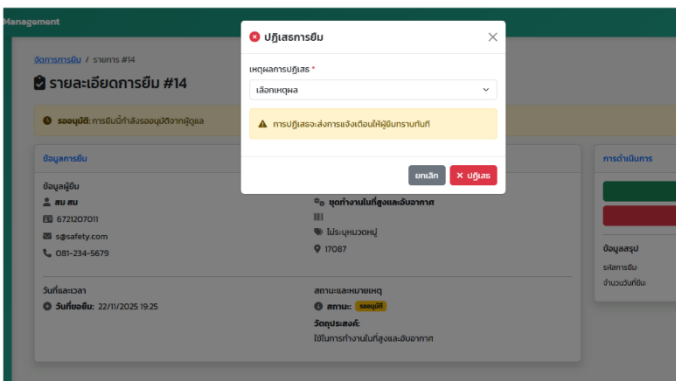 Management
จัดการการยืม / รายการ #14
รายละเอียดการยืม #14
รออนุมัติ: การยืมนี้กำลังรออนุมัติจากผู้ดูแล
ปฏิเสธการยืม
เหตุผลการปฏิเสธ *
เลือกเหตุผล
การปฏิเสธจะส่งการแจ้งเตือนให้ผู้ยืมทราบทันที
ยกเลิก
ปฏิเสธ
ข้อมูลการยืม
ข้อมูลผู้ยืม
สม สม
6721207011
s@safety.com
081-234-5679
ชุดทำงานในที่สูงและอับอากาศ
ไม่ระบุหมวดหมู่
17087
วันที่และเวลา
วันที่ขอยืม: 22/11/2025 19:25
สถานะและหมายเหตุ
สถานะ: รออนุมัติ
วัตถุประสงค์:
ใช้ในการทำงานในที่สูงและอับอากาศ
การดำเนินการ
ข้อมูลสรุป
รหัสการยืม
จำนวนวันที่ยืม